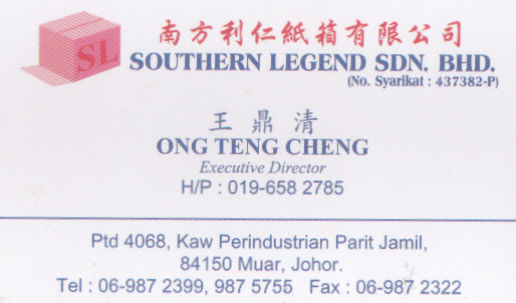 SL
南方利仁紙箱有限公司
SOUTHERN LEGEND SDN. BHD.
(No. Syarikat : 437382-P)
王鼎清
ONG TENG CHENG
Executive Director
H/P : 019-658 2785
Ptd 4068, Kaw Perindustrian Parit Jamil,
84150 Muar, Johor.
Tel : 06-987 2399, 987 5755 Fax : 06-987 2322